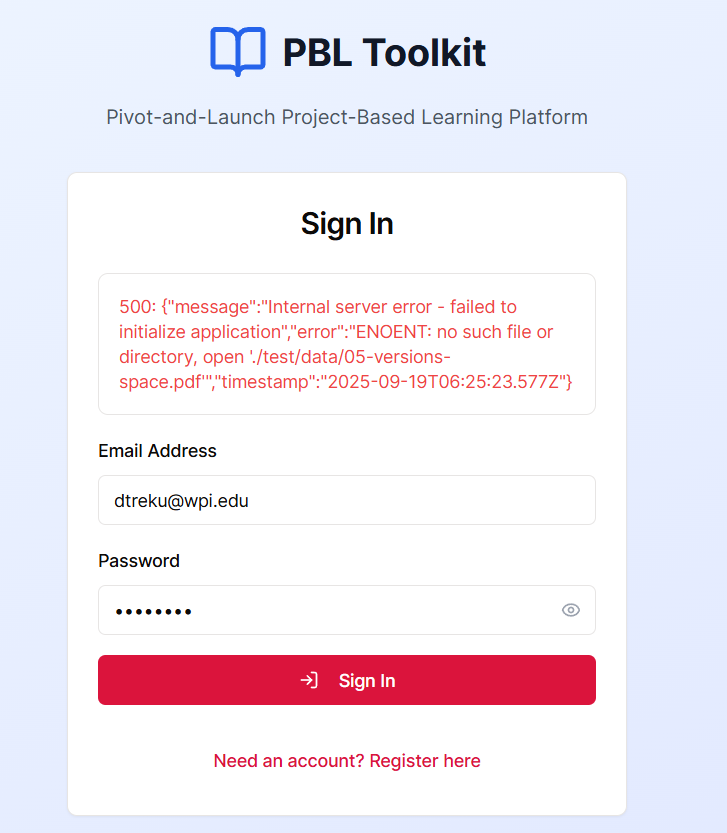 PBL Toolkit
Pivot-and-Launch Project-Based Learning Platform
Sign In
500: {"message":"Internal server error - failed to
initialize application","error":"ENOENT: no such file or
directory, open './test/data/05-versions-
space.pdf'","timestamp":"2025-09-19T06:25:23.577Z"}
Email Address
dtreku@wpi.edu
Password
••••••••
Sign In
Need an account? Register here